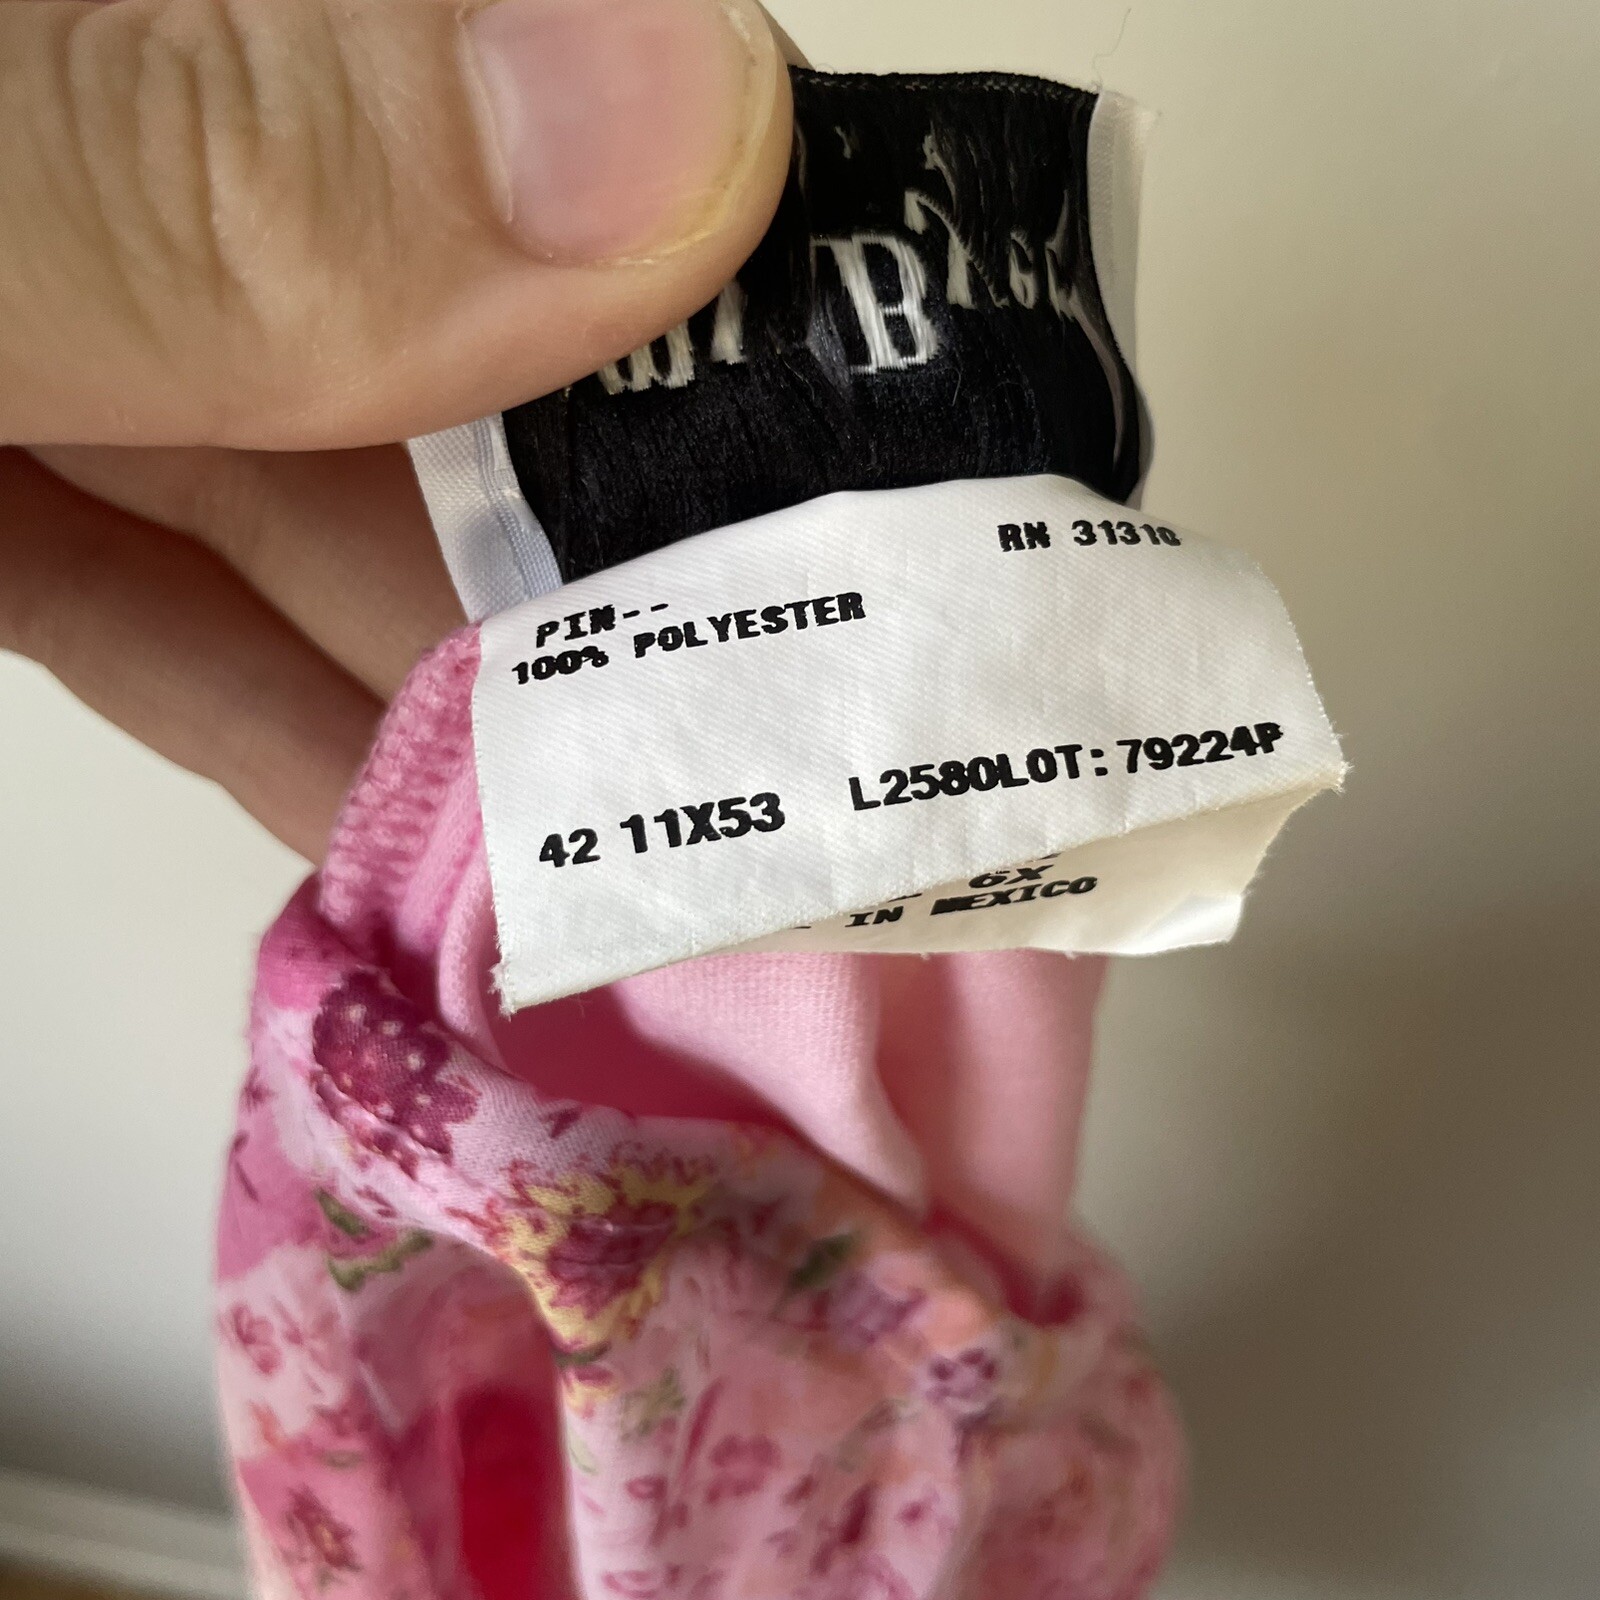 B
RN 31310
PIN--
100% POLYESTER
42 11X53 L2580LOT: 79224P
6X
IN MEXICO